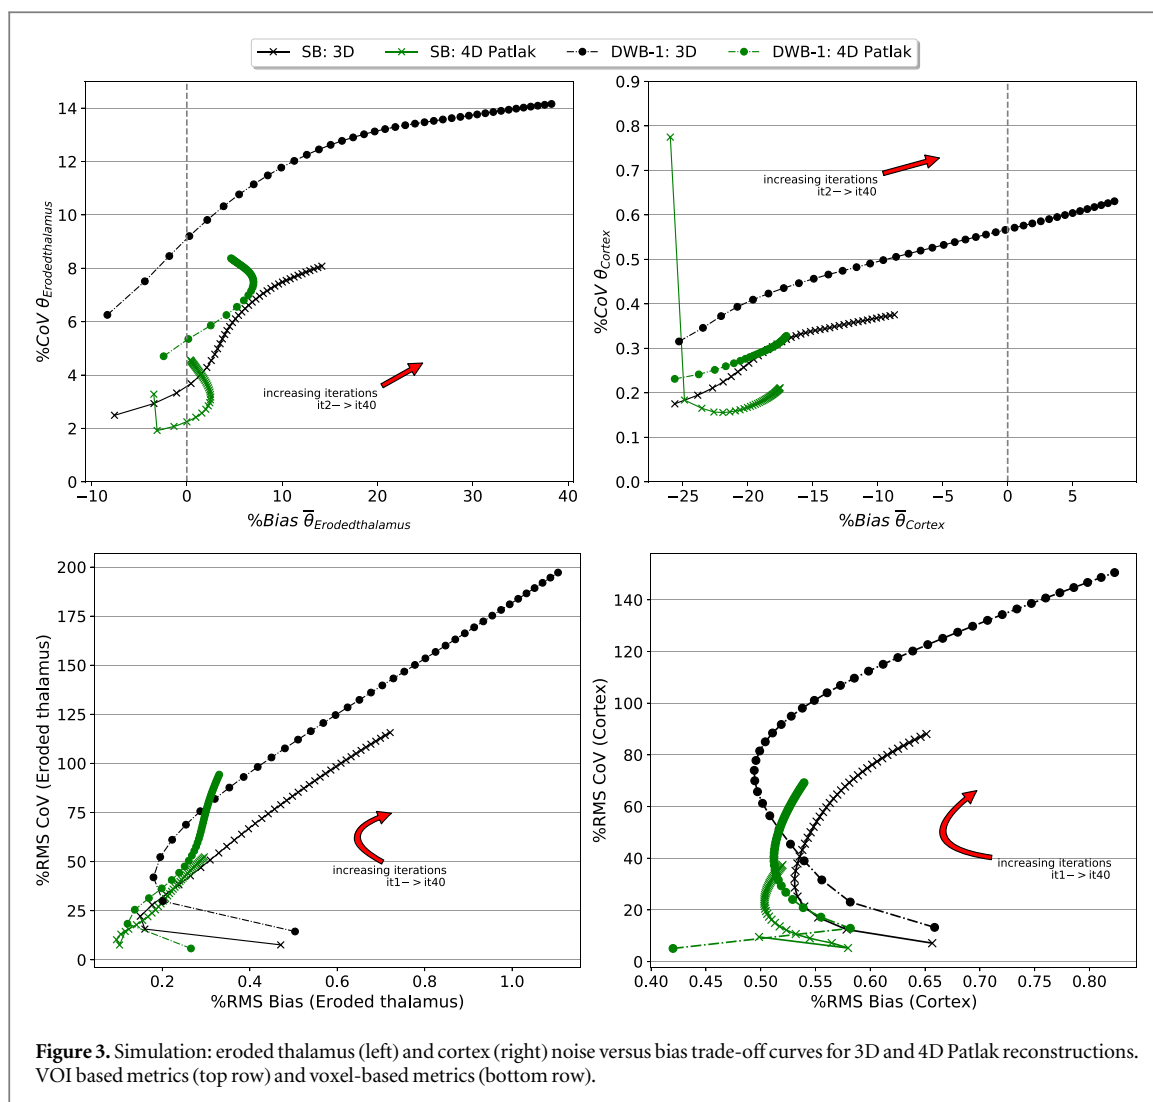 SB: 3D SB: 4D Patlak DWB-1: 3D DWB-1: 4D Patlak
14
12
10
8
6
4
2
0
%CoV θErodedthalamus
increasing iterations
it2−> it40
−10 0 10 20 30 40
%Bias θ̅Erodedthalamus
0.9
0.8
0.7
0.6
0.5
0.4
0.3
0.2
0.1
0.0
%CoV θCortex
increasing iterations
it2−> it40
−25 −20 −15 −10 −5 0 5
%Bias θ̅Cortex
200
175
150
125
100
75
50
25
0
%RMS CoV (Eroded thalamus)
increasing iterations
it1−> it40
0.2 0.4 0.6 0.8 1.0
%RMS Bias (Eroded thalamus)
140
120
100
80
60
40
20
0
%RMS CoV (Cortex)
increasing iterations
it1−> it40
0.40 0.45 0.50 0.55 0.60 0.65 0.70 0.75 0.80
%RMS Bias (Cortex)
Figure 3. Simulation: eroded thalamus (left) and cortex (right) noise versus bias trade-off curves for 3D and 4D Patlak reconstructions.
VOI based metrics (top row) and voxel-based metrics (bottom row).